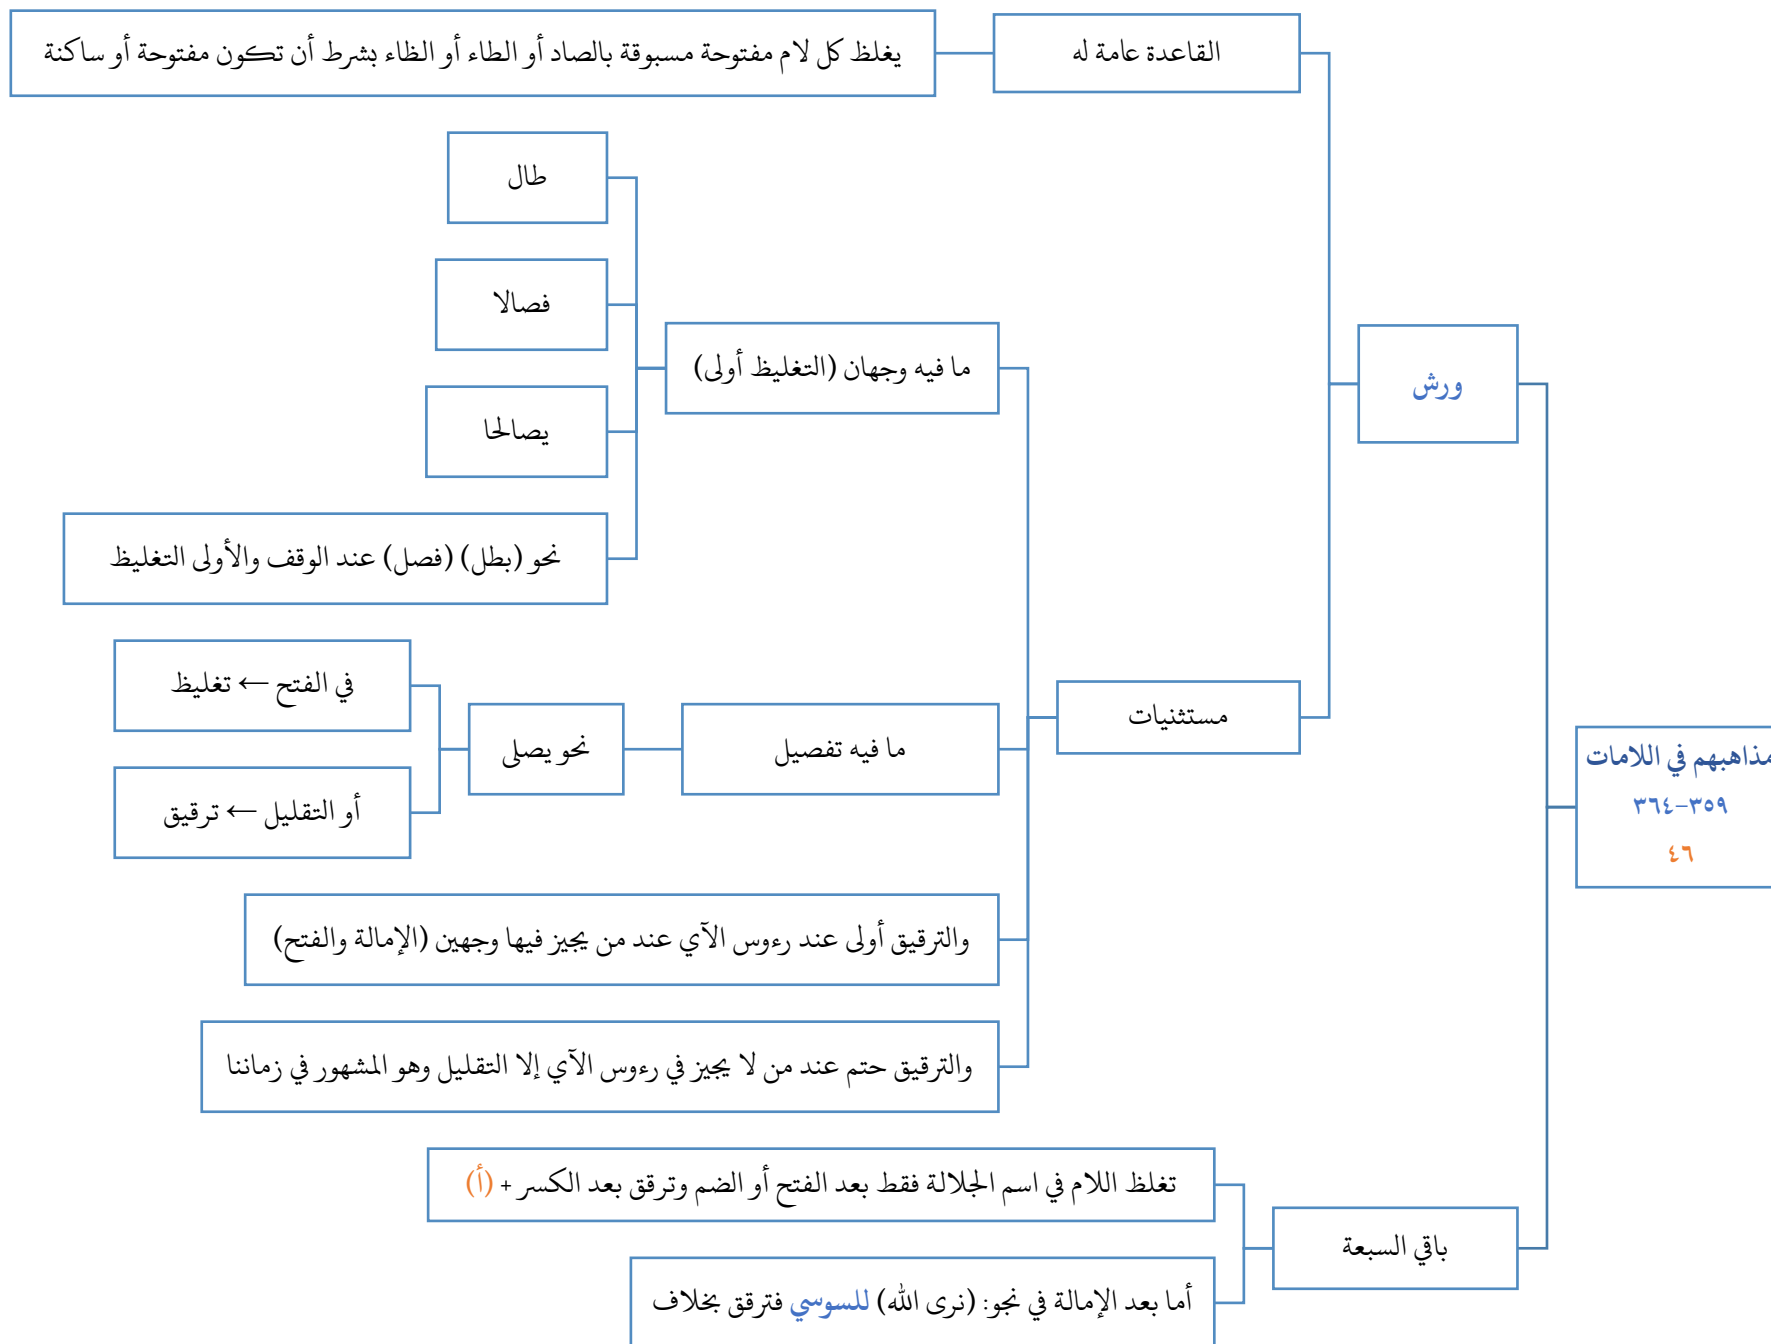 مذاهبهم في اللامات
٣٥٩–٣٦٤
٤٦
ورش
القاعدة عامة له
يغلظ كل لام مفتوحة مسبوقة بالصاد أو الطاء أو الظاء بشرط أن تكون مفتوحة أو ساكنة
مستثنيات
ما فيه وجهان (التغليظ أولى)
طال
فصالا
يصالحا
نحو (بطل) (فصل) عند الوقف والأولى التغليظ
ما فيه تفصيل
نحو يصلى
في الفتح ← تغليظ
أو التقليل ← ترقيق
والترقيق أولى عند رءوس الآي عند من يجيز فيها وجهين (الإمالة والفتح)
والترقيق حتم عند من لا يجيز في رءوس الآي إلا التقليل وهو المشهور في زماننا
باقي السبعة
تغلظ اللام في اسم الجلالة فقط بعد الفتح أو الضم وترقق بعد الكسر + (أ)
أما بعد الإمالة في نجو: (نرى الله) للسوسي فترقق بخلاف